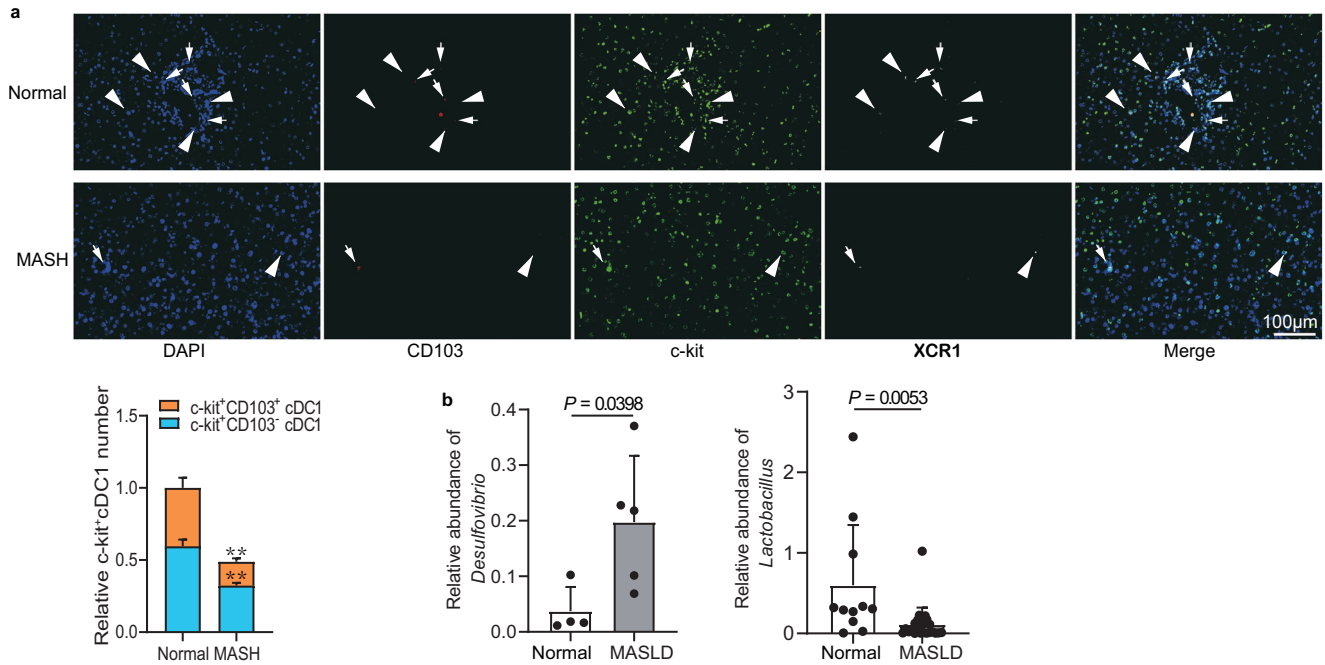 a
Normal
MASH
100μm
DAPI
CD103
c-kit
XCR1
Merge
Relative c-kit⁺cDC1 number
1.5
1.0
0.5
0.0
c-kit⁺CD103⁺ cDC1
c-kit⁺CD103⁻ cDC1
**
**
Normal
MASH
b
Relative abundance of
Desulfovibrio
0.4
0.3
0.2
0.1
0.0
P = 0.0398
Normal
MASLD
Relative abundance of
Lactobacillus
3
2
1
0
P = 0.0053
Normal
MASLD